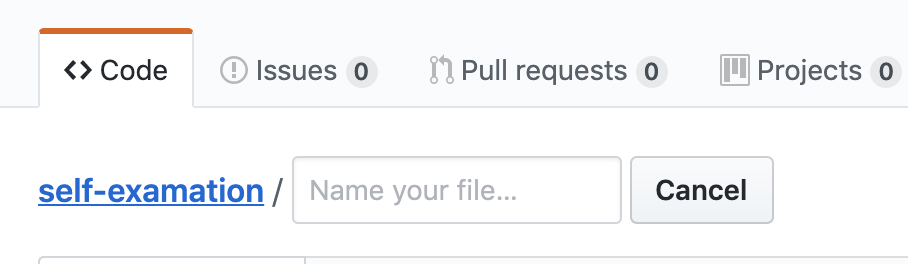 <> Code Issues 0 Pull requests 0 Projects 0
self-examation / Name your file... Cancel